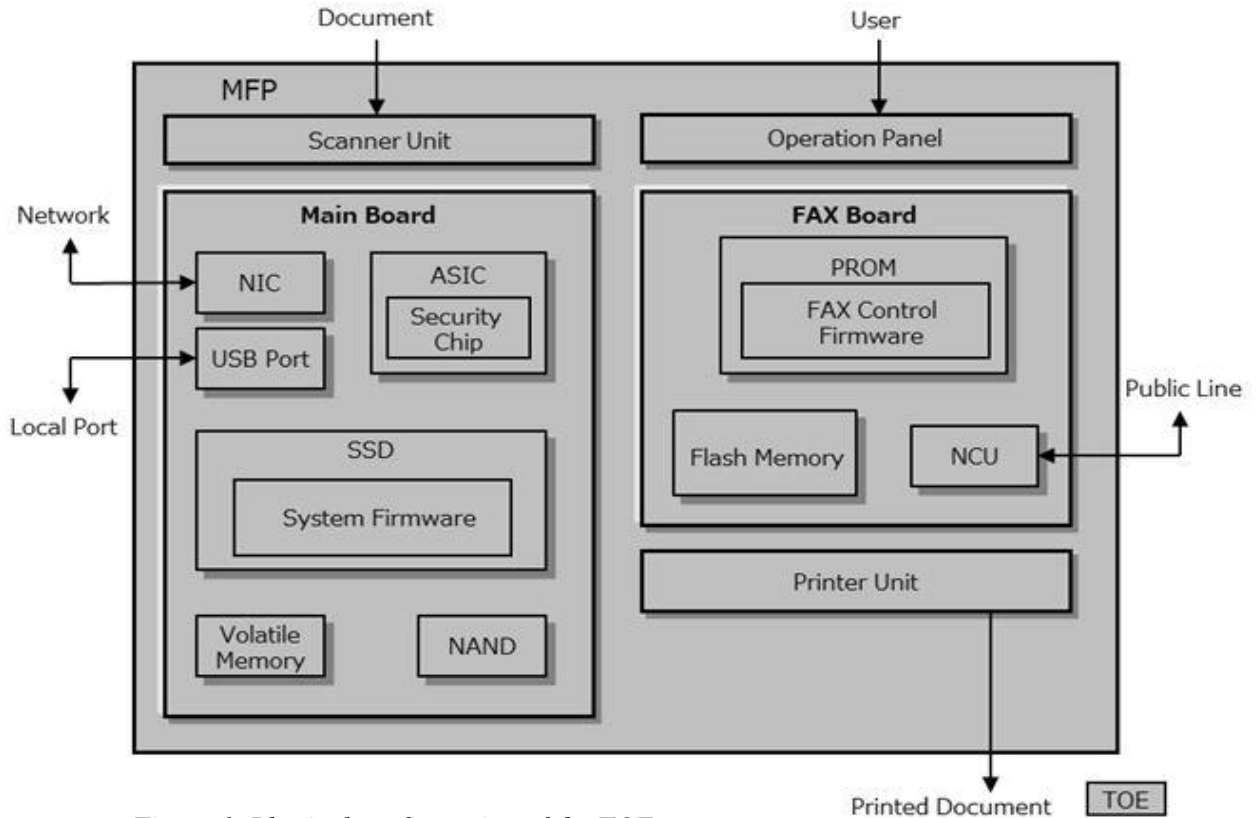 Document
User
MFP
Scanner Unit
Operation Panel
Main Board
Network
NIC
ASIC
Security
Chip
USB Port
Local Port
SSD
System Firmware
Volatile
Memory
NAND
FAX Board
PROM
FAX Control
Firmware
Public Line
Flash Memory
NCU
Printer Unit
Printed Document
TOE